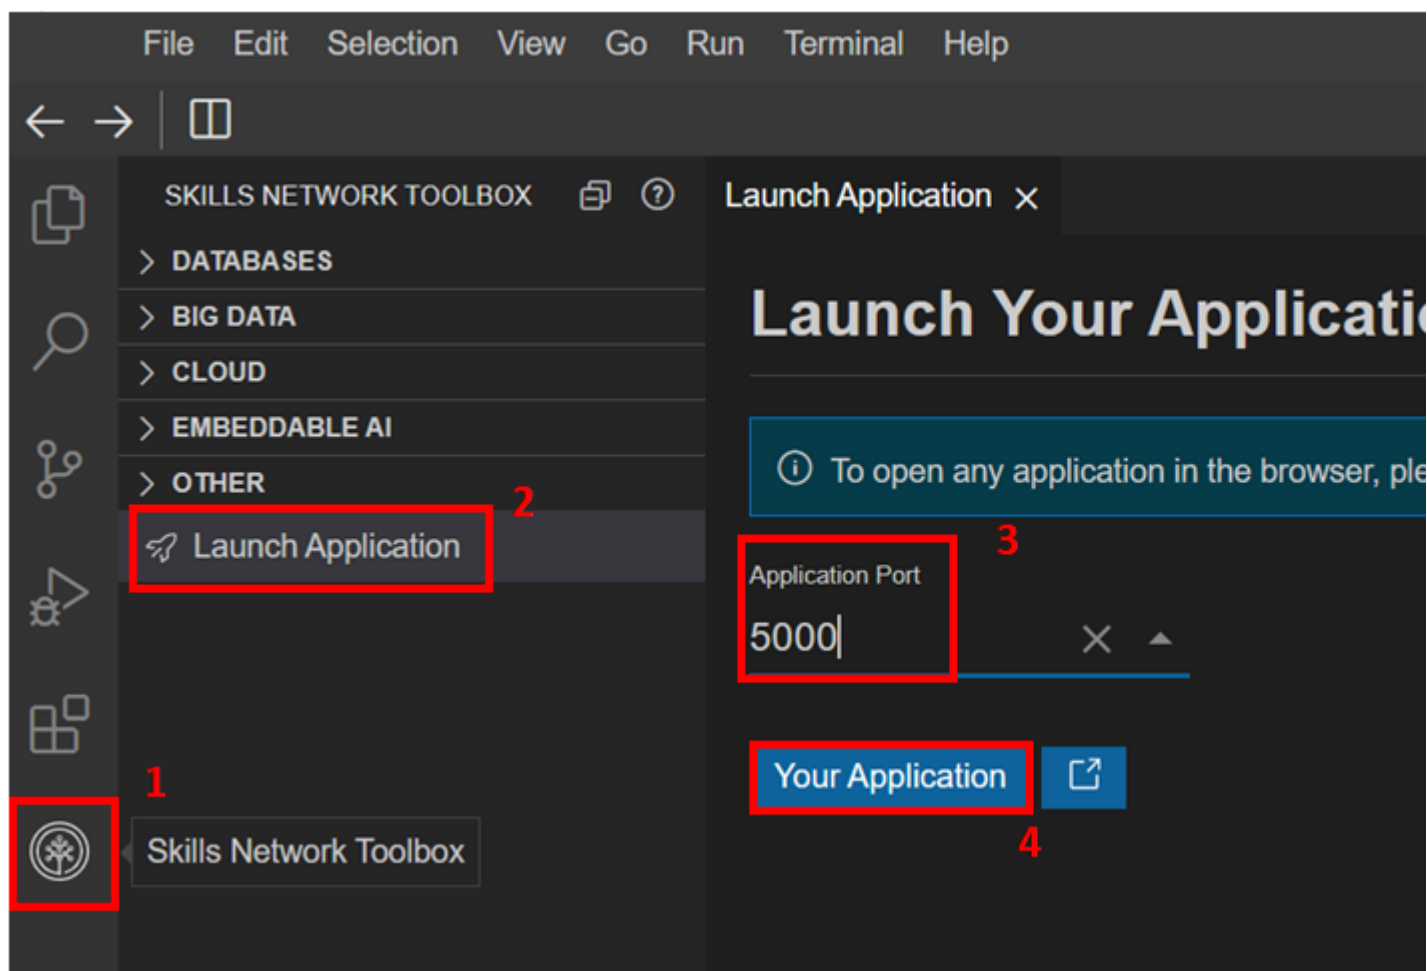 File Edit Selection View Go Run Terminal Help
SKILLS NETWORK TOOLBOX
DATABASES
BIG DATA
CLOUD
EMBEDDABLE AI
OTHER
2
Launch Application
1
Skills Network Toolbox
Launch Application
Launch Your Applicatio
To open any application in the browser, ple
3
Application Port
5000
Your Application
4